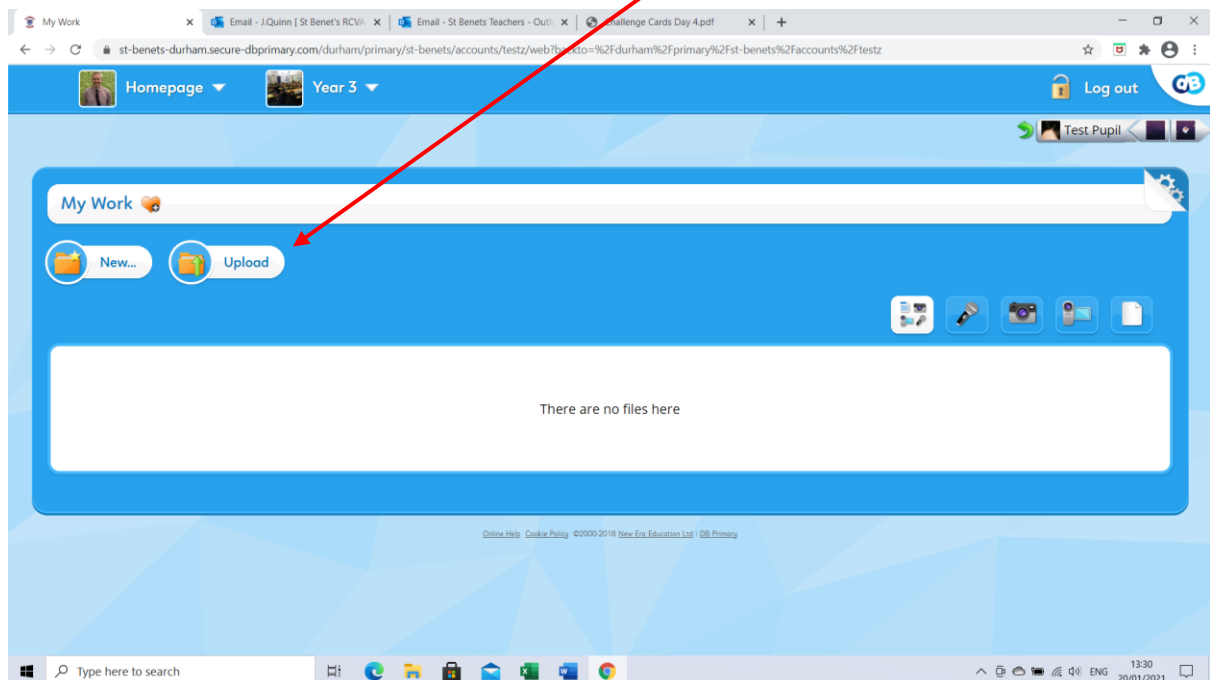 My Work
Email - J.Quinn | St Benet's RCVA
Email - St Benets Teachers - Outl
Challenge Cards Day 4.pdf
st-benets-durham.secure-dbprimary.com/durham/primary/st-benets/accounts/testz/web?backto=%2Fdurham%2Fprimary%2Fst-benets%2Faccounts%2Ftestz
Homepage
Year 3
Log out
Test Pupil
My Work
New...
Upload
There are no files here
Online Help Cookie Policy ©2000-2018 New Era Education Ltd | DB Primary
Type here to search
ENG
13:30
20/01/2021